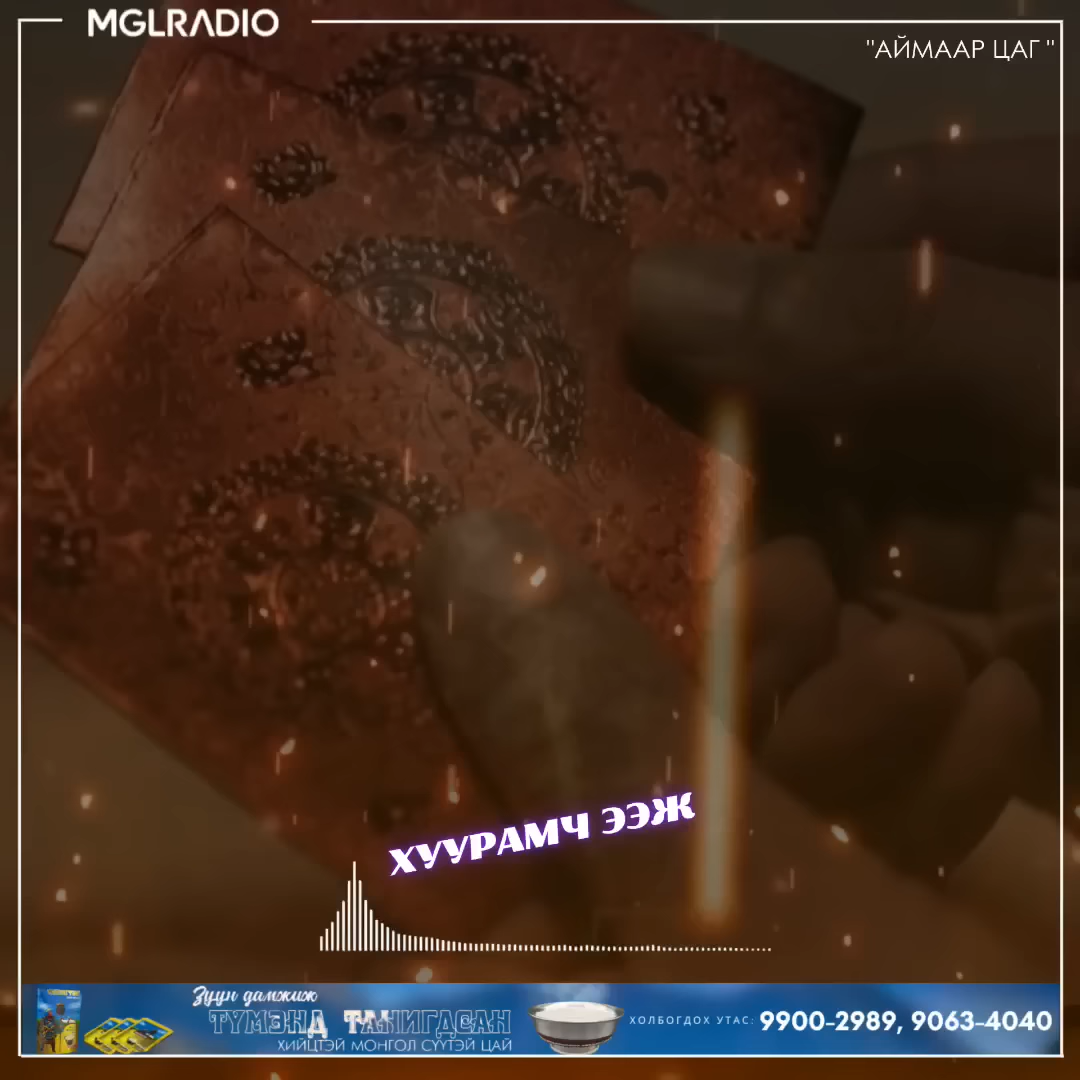 MGLRADIO
"АЙМААР ЦАГ "
ХУУРАМЧ ЭЭЖ
Зуун дамжиж
ТҮМЭНД ТАНИГДСАН
ХИЙЦТЭЙ МОНГОЛ СҮҮТЭЙ ЦАЙ
ХОЛБОГДОХ УТАС: 9900-2989, 9063-4040